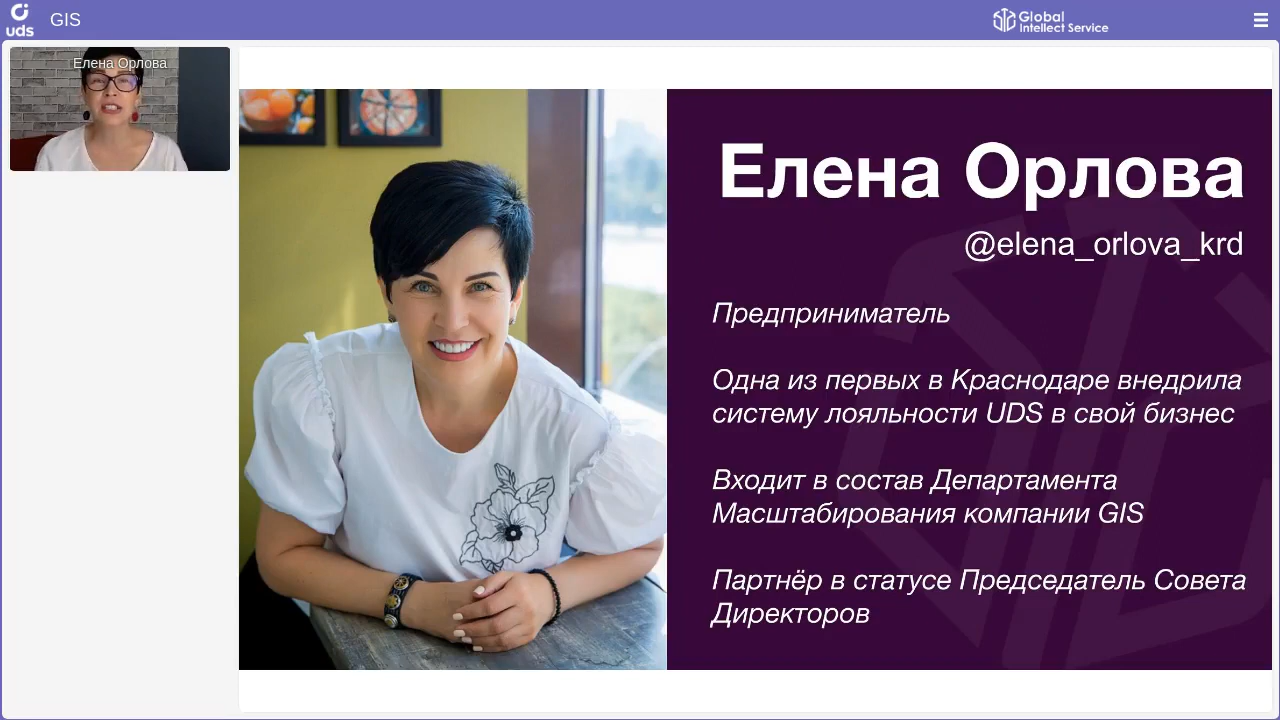 uds
GIS
Global
Intellect Service
Елена Орлова
Елена Орлова
@elena_orlova_krd
Предприниматель
Одна из первых в Краснодаре внедрила
систему лояльности UDS в свой бизнес
Входит в состав Департамента
Масштабирования компании GIS
Партнёр в статусе Председатель Совета
Директоров